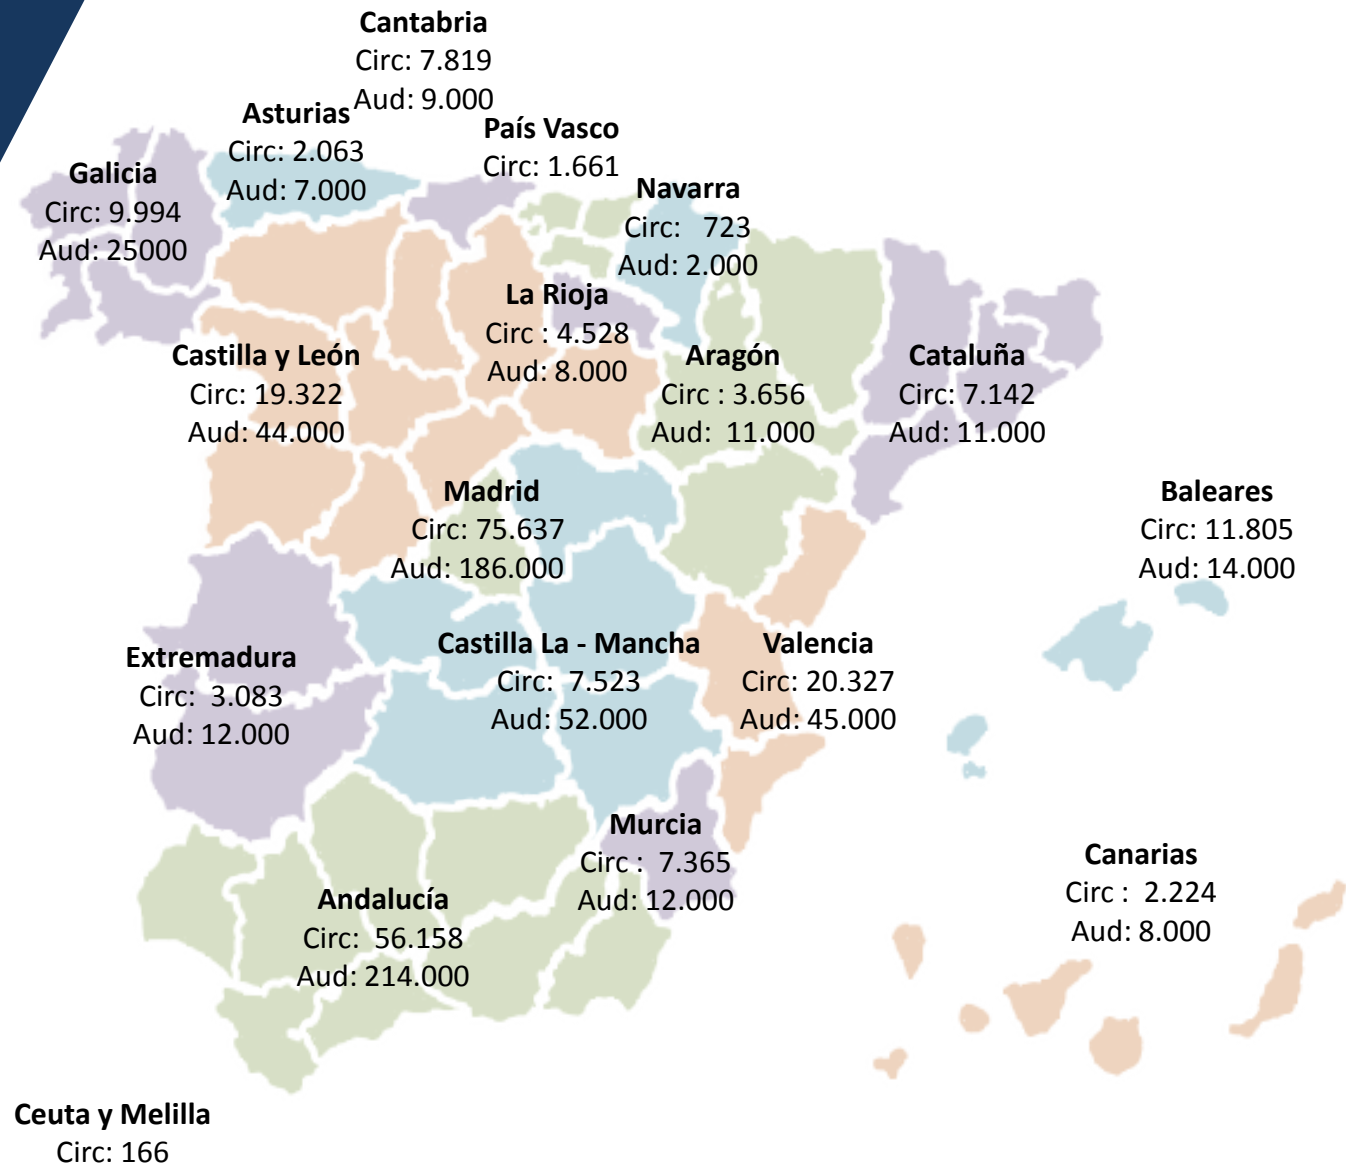 Cantabria
Circ: 7.819
Aud: 9.000
Asturias
Circ: 2.063
Aud: 7.000
País Vasco
Circ: 1.661
Galicia
Circ: 9.994
Aud: 25000
Navarra
Circ: 723
Aud: 2.000
La Rioja
Circ : 4.528
Aud: 8.000
Castilla y León
Circ: 19.322
Aud: 44.000
Aragón
Circ : 3.656
Aud: 11.000
Cataluña
Circ: 7.142
Aud: 11.000
Madrid
Circ: 75.637
Aud: 186.000
Baleares
Circ: 11.805
Aud: 14.000
Extremadura
Circ: 3.083
Aud: 12.000
Castilla La - Mancha
Circ: 7.523
Aud: 52.000
Valencia
Circ: 20.327
Aud: 45.000
Murcia
Circ : 7.365
Aud: 12.000
Andalucía
Circ: 56.158
Aud: 214.000
Canarias
Circ : 2.224
Aud: 8.000
Ceuta y Melilla
Circ: 166